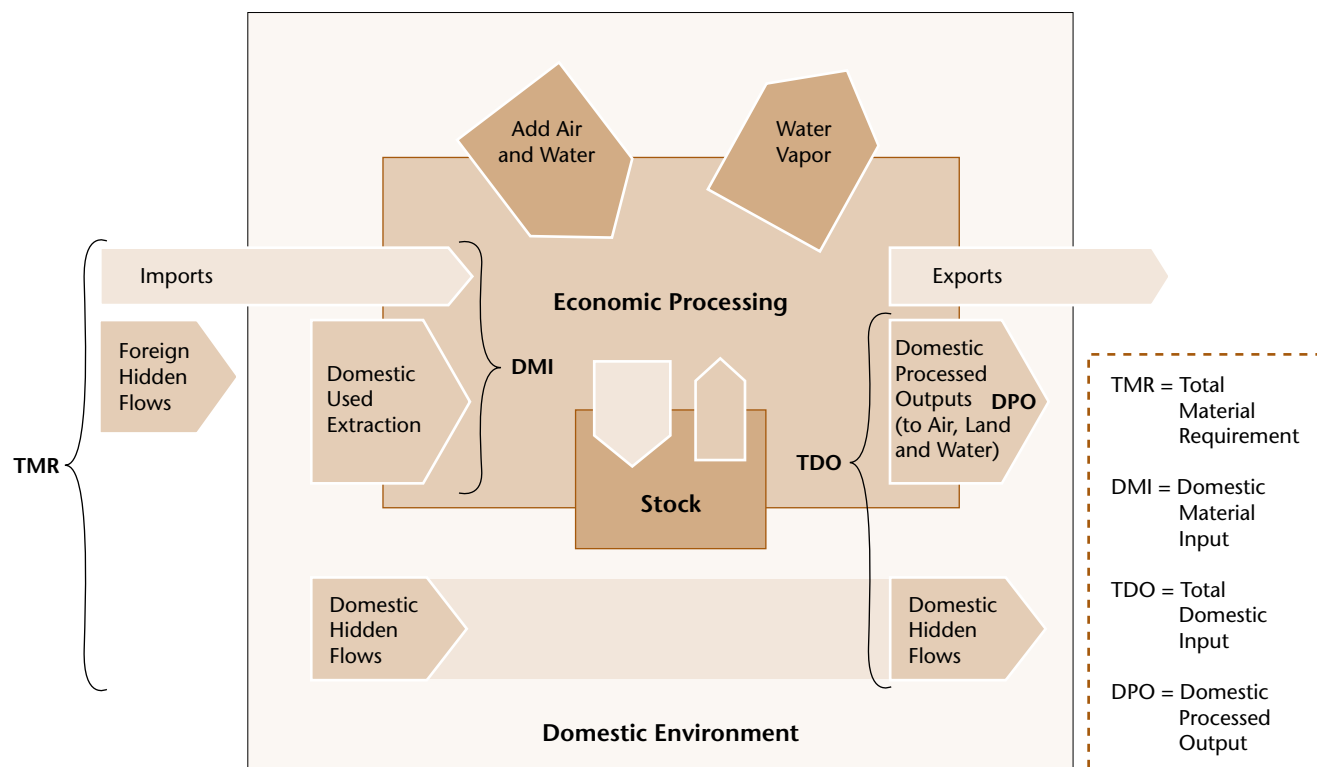 Add Air
and Water
Water
Vapor
Imports
Exports
Economic Processing
Foreign
Hidden
Flows
Domestic
Used
Extraction
DMI
Domestic
Processed
Outputs DPO
(to Air, Land
and Water)
TMR
TDO
Stock
Domestic
Hidden
Flows
Domestic
Hidden
Flows
Domestic Environment
TMR = Total
Material
Requirement
DMI = Domestic
Material
Input
TDO = Total
Domestic
Input
DPO = Domestic
Processed
Output